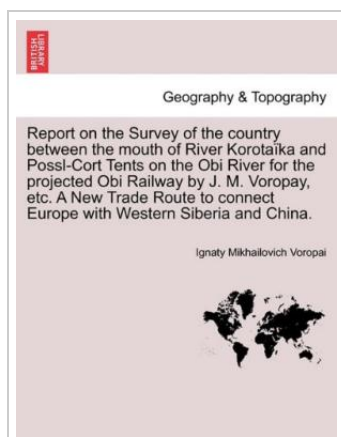 BRITISH
LIBRARY
Geography & Topography
Report on the Survey of the country
between the mouth of River Korotaïka and
Possl-Cort Tents on the Obi River for the
projected Obi Railway by J. M. Voropay,
etc. A New Trade Route to connect
Europe with Western Siberia and China.
Ignaty Mikhailovich Voropai